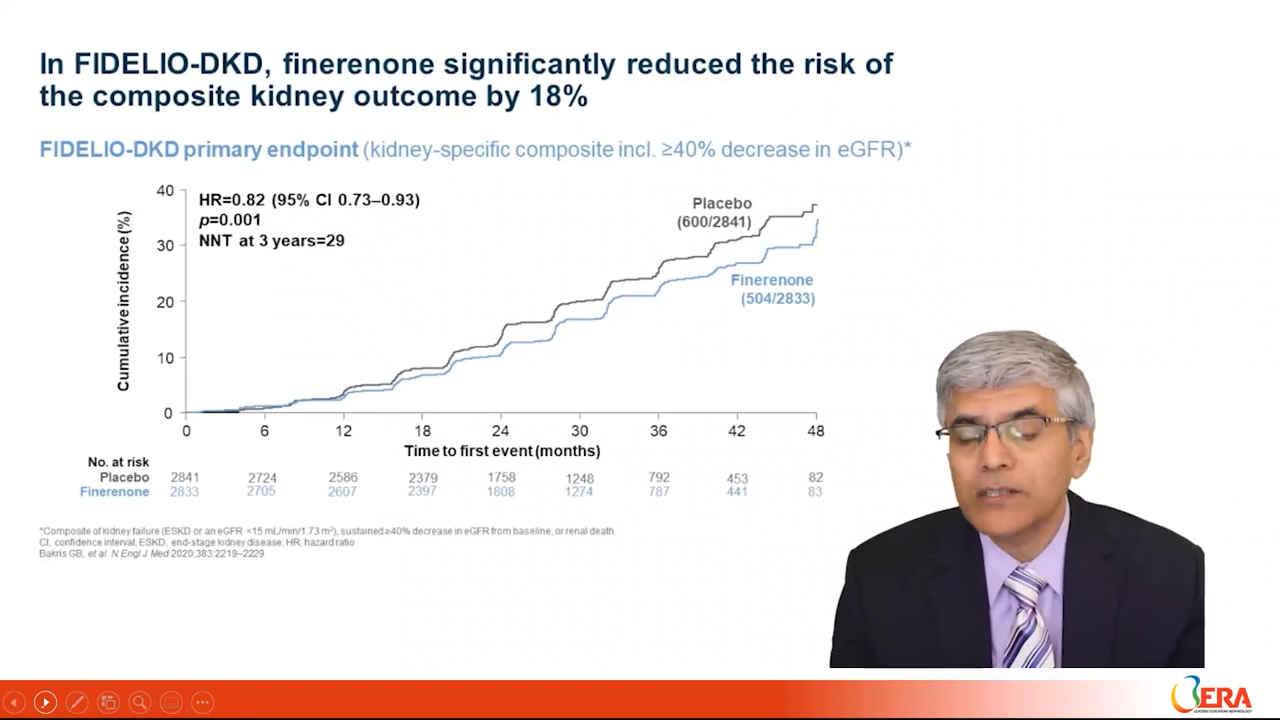 In FIDELIO-DKD, finerenone significantly reduced the risk of
the composite kidney outcome by 18%
FIDELIO-DKD primary endpoint (kidney-specific composite incl. ≥40% decrease in eGFR)*
Cumulative incidence (%)
40
30
20
10
0
HR=0.82 (95% CI 0.73–0.93)
p=0.001
NNT at 3 years=29
Placebo
(600/2841)
Finerenone
(504/2833)
0 6 12 18 24 30 36 42 48
Time to first event (months)
No. at risk
Placebo 2841 2724 2586 2379 1758 1248 792 453 82
Finerenone 2833 2705 2607 2397 1808 1274 787 441 83
*Composite of kidney failure (ESKD or an eGFR <15 mL/min/1.73 m²), sustained ≥40% decrease in eGFR from baseline, or renal death
CI, confidence interval; ESKD, end-stage kidney disease; HR, hazard ratio
Bakris GB, et al. N Engl J Med 2020;383:2219–2229
ERA
LEADING EUROPEAN NEPHROLOGY